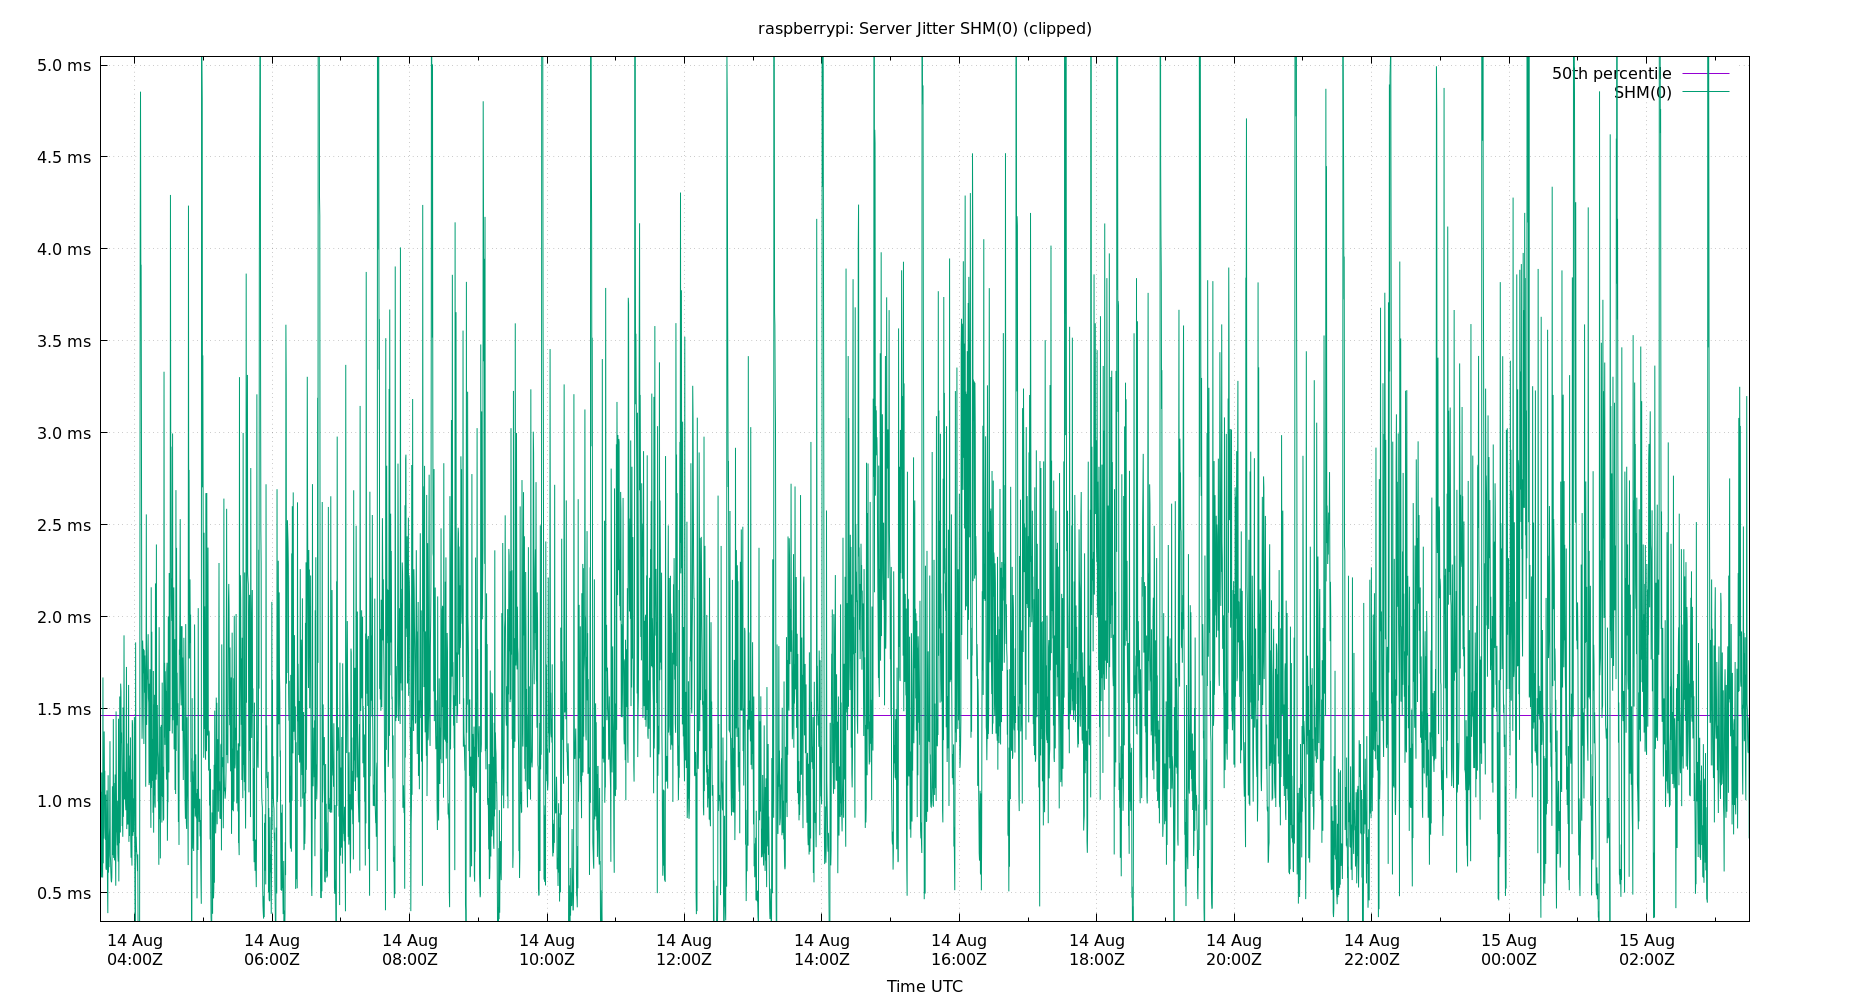 raspberrypi: Server Jitter SHM(0) (clipped)
5.0 ms
50th percentile
SHM(0)
4.5 ms
4.0 ms
3.5 ms
3.0 ms
2.5 ms
2.0 ms
1.5 ms
1.0 ms
0.5 ms
14 Aug 14 Aug 14 Aug 14 Aug 14 Aug 14 Aug 14 Aug 14 Aug 14 Aug 14 Aug 15 Aug 15 Aug
04:00Z 06:00Z 08:00Z 10:00Z 12:00Z 14:00Z 16:00Z 18:00Z 20:00Z 22:00Z 00:00Z 02:00Z
Time UTC